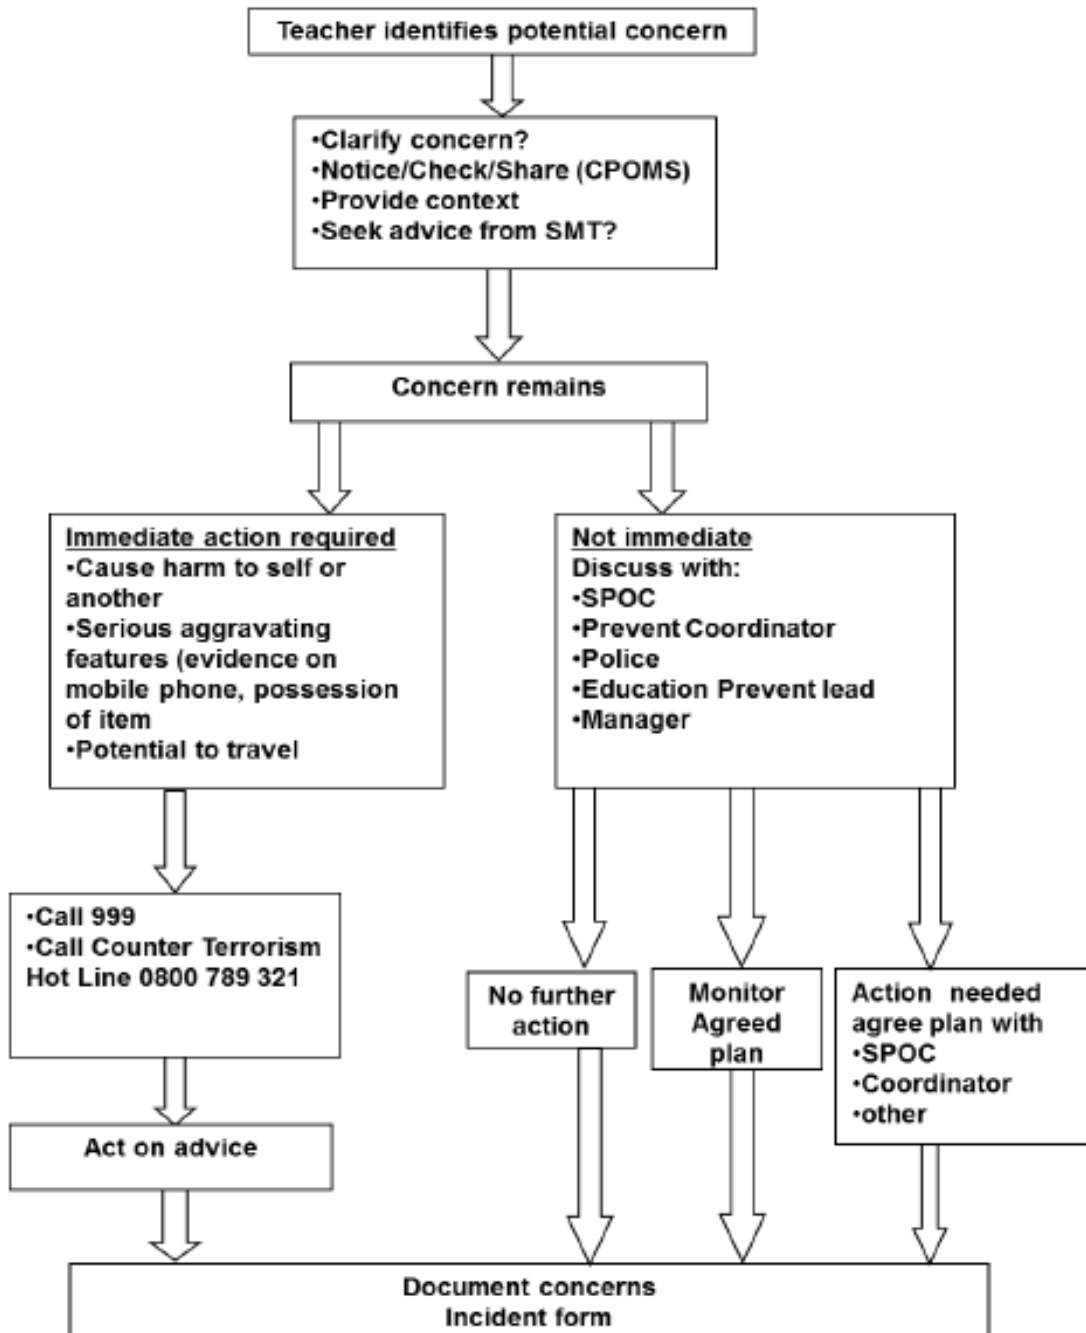 Teacher identifies potential concern
•Clarify concern?
•Notice/Check/Share (CPOMS)
•Provide context
•Seek advice from SMT?
Concern remains
Immediate action required
•Cause harm to self or
another
•Serious aggravating
features (evidence on
mobile phone, possession
of item
•Potential to travel
Not immediate
Discuss with:
•SPOC
•Prevent Coordinator
•Police
•Education Prevent lead
•Manager
•Call 999
•Call Counter Terrorism
Hot Line 0800 789 321
No further
action
Monitor
Agreed
plan
Action needed
agree plan with
•SPOC
•Coordinator
•other
Act on advice
Document concerns
Incident form